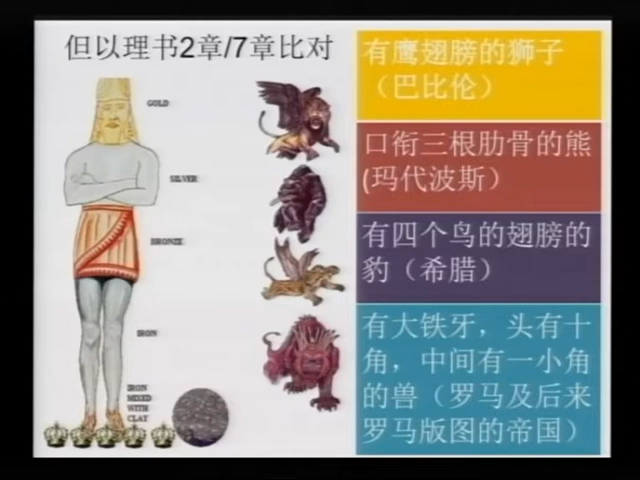 但以理书2章/7章比对
GOLD
SILVER
BRONZE
IRON
IRON
MIXED
WITH
CLAY
有鹰翅膀的狮子
（巴比伦）
口衔三根肋骨的熊
(玛代波斯）
有四个鸟的翅膀的
豹（希腊）
有大铁牙，头有十
角，中间有一小角
的兽（罗马及后来
罗马版图的帝国）